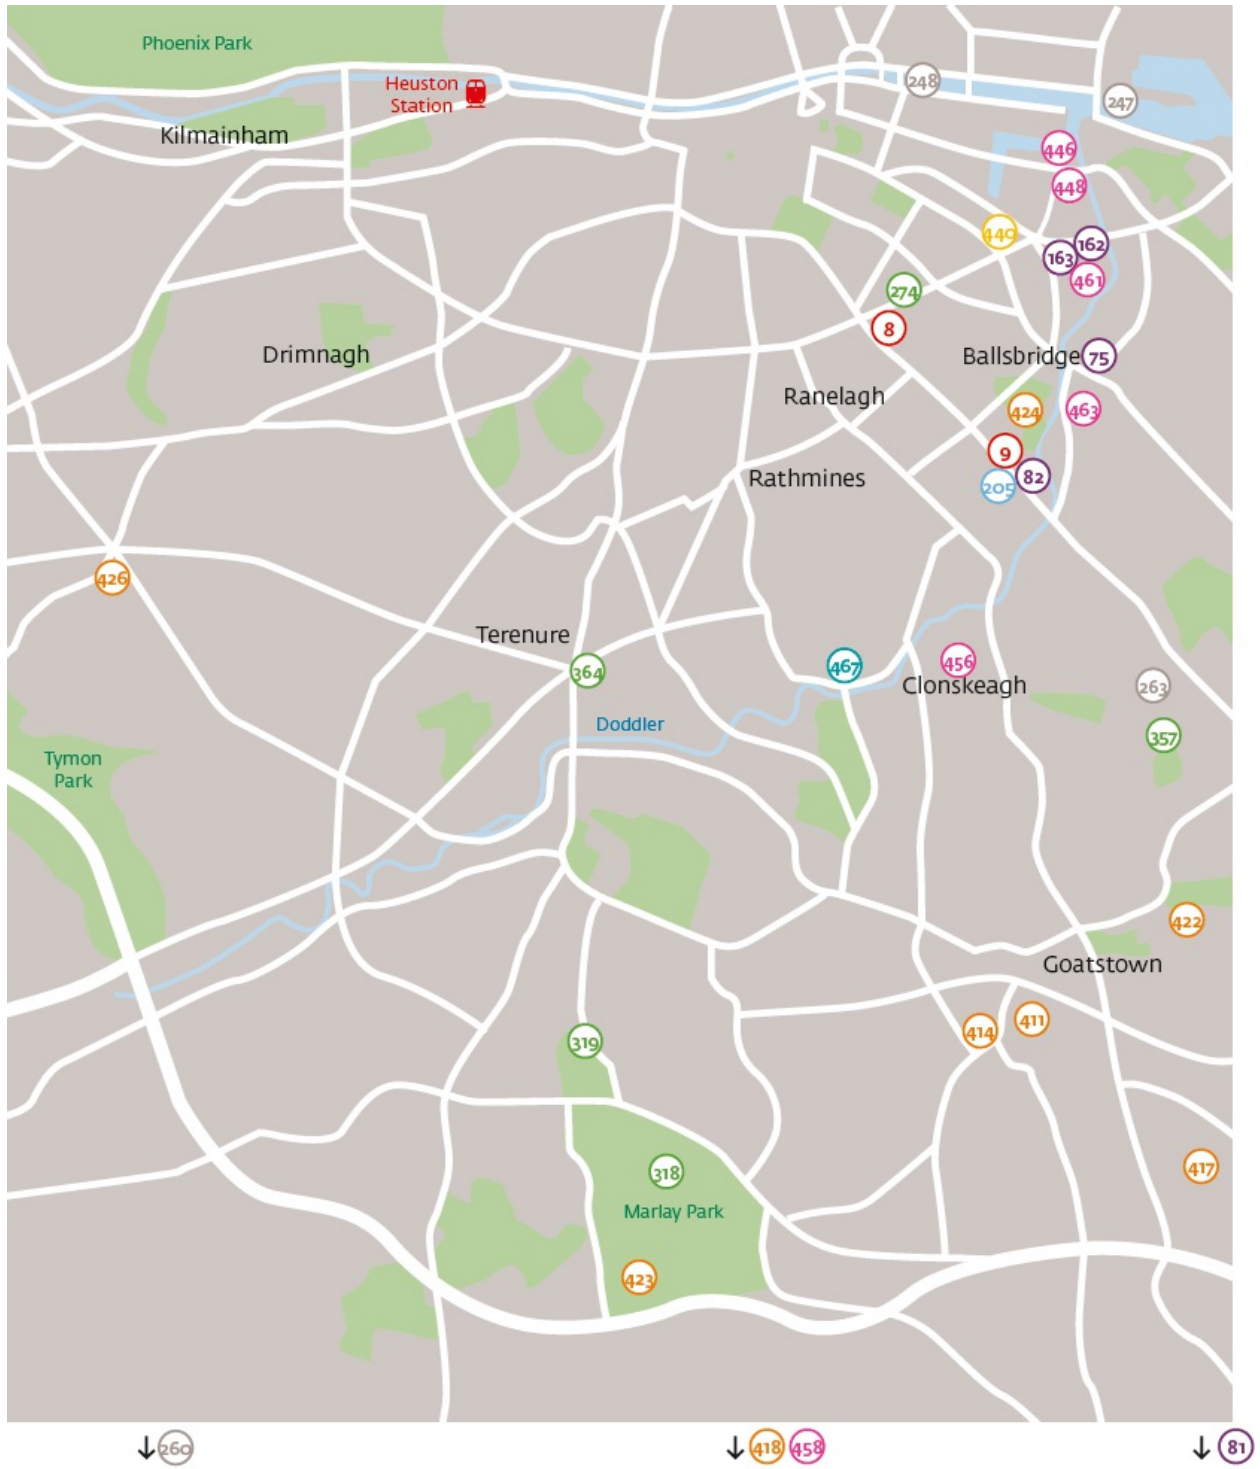 Phoenix Park
Heuston
Station
248
247
Kilmainham
446
448
440
162
163
461
274
8
Drimnagh
Ballsbridge
75
Ranelagh
424
463
9
Rathmines
82
205
426
Terenure
364
467
456
Clonskeagh
263
Doddler
357
Tymon
Park
422
Goatstown
414
411
319
318
417
Marlay Park
423
↓ 260
↓ 418 458
↓ 81